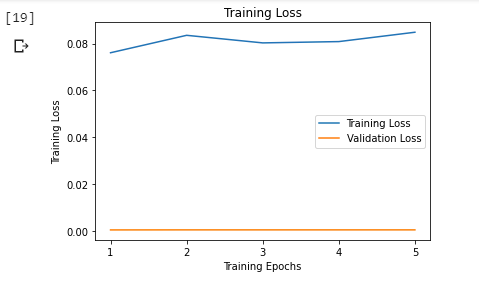 [19]
Training Loss
0.08
0.06
0.04
0.02
0.00
Training Loss
Training Loss
Validation Loss
1 2 3 4 5
Training Epochs